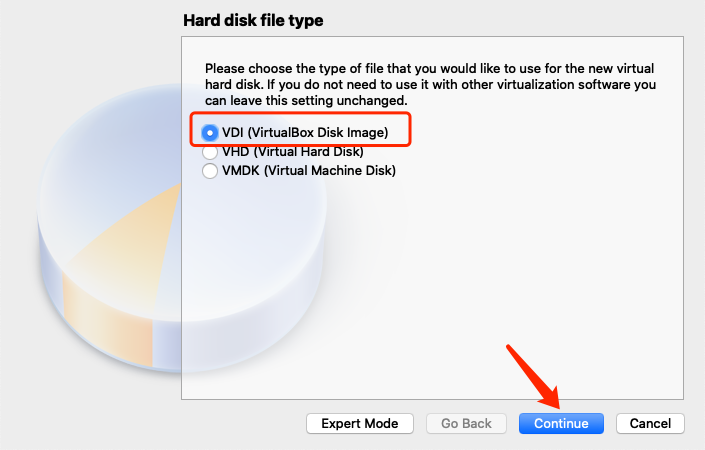 Hard disk file type
Please choose the type of file that you would like to use for the new virtual
hard disk. If you do not need to use it with other virtualization software you
can leave this setting unchanged.
VDI (VirtualBox Disk Image)
VHD (Virtual Hard Disk)
VMDK (Virtual Machine Disk)
Expert Mode
Go Back
Continue
Cancel